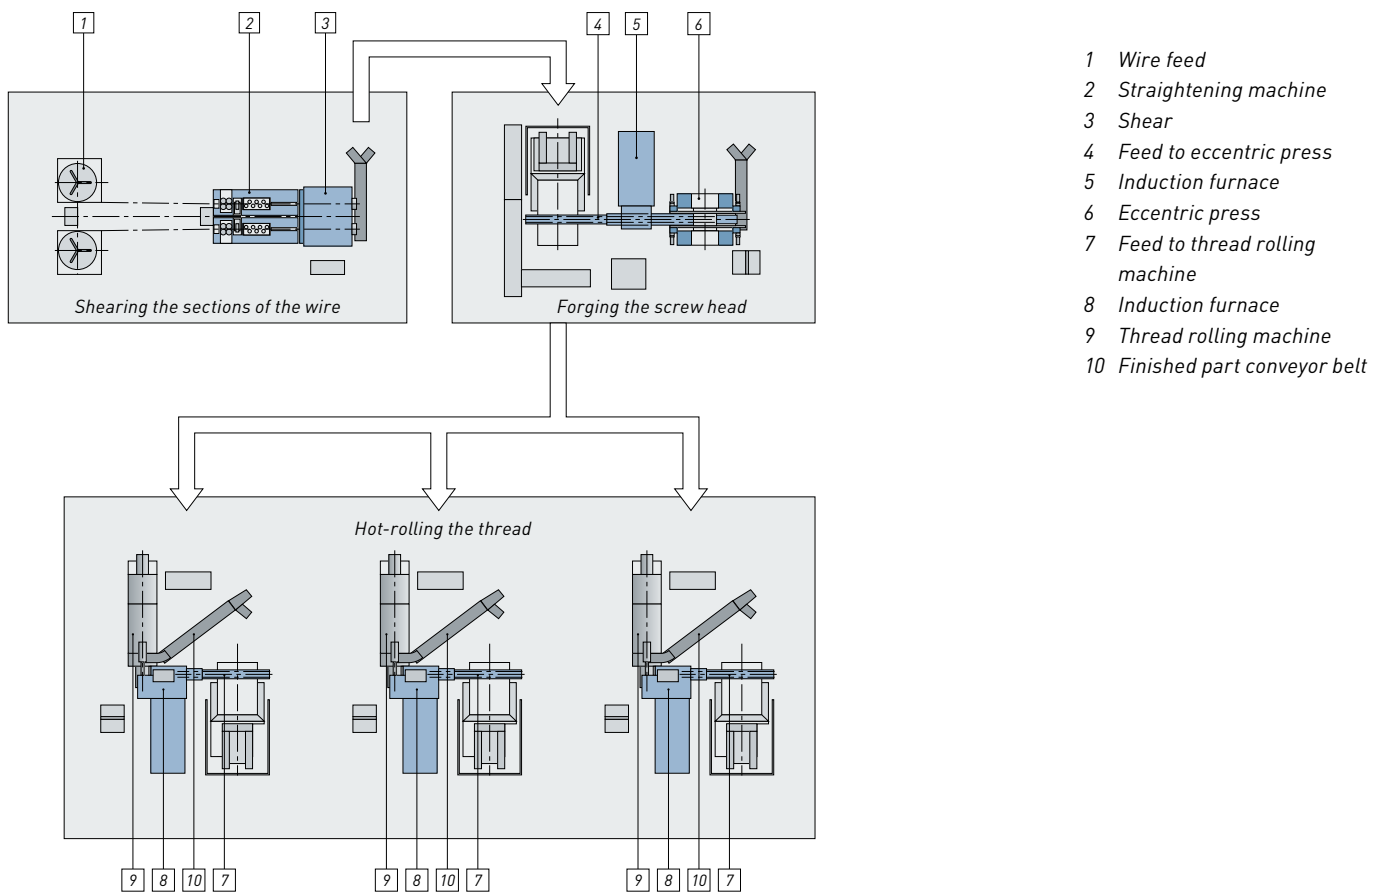 1
2
3
4
5
6
1 Wire feed
2 Straightening machine
3 Shear
4 Feed to eccentric press
5 Induction furnace
6 Eccentric press
7 Feed to thread rolling
machine
8 Induction furnace
9 Thread rolling machine
10 Finished part conveyor belt
Shearing the sections of the wire
Forging the screw head
Hot-rolling the thread
9 8 10 7
9 8 10 7
9 8 10 7